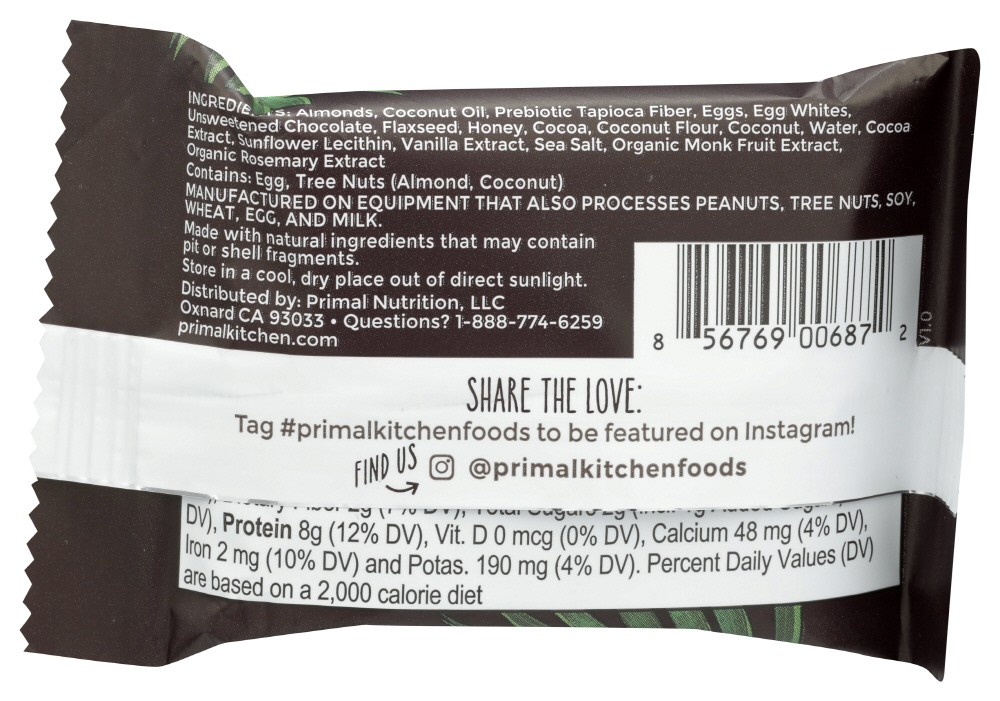 INGREDIENTS: Almonds, Coconut Oil, Prebiotic Tapioca Fiber, Eggs, Egg Whites,
Unsweetened Chocolate, Flaxseed, Honey, Cocoa, Coconut Flour, Coconut, Water, Cocoa
Extract, Sunflower Lecithin, Vanilla Extract, Sea Salt, Organic Monk Fruit Extract,
Organic Rosemary Extract
Contains: Egg, Tree Nuts (Almond, Coconut)
MANUFACTURED ON EQUIPMENT THAT ALSO PROCESSES PEANUTS, TREE NUTS, SOY,
WHEAT, EGG, AND MILK.
Made with natural ingredients that may contain
pit or shell fragments.
Store in a cool, dry place out of direct sunlight.
Distributed by: Primal Nutrition, LLC
Oxnard CA 93033 • Questions? 1-888-774-6259
primalkitchen.com
8 56769 00687 2
V1.0
SHARE THE LOVE:
Tag #primalkitchenfoods to be featured on Instagram!
FIND US @primalkitchenfoods
DV), Protein 8g (12% DV), Vit. D 0 mcg (0% DV), Calcium 48 mg (4% DV),
Iron 2 mg (10% DV) and Potas. 190 mg (4% DV). Percent Daily Values (DV)
are based on a 2,000 calorie diet